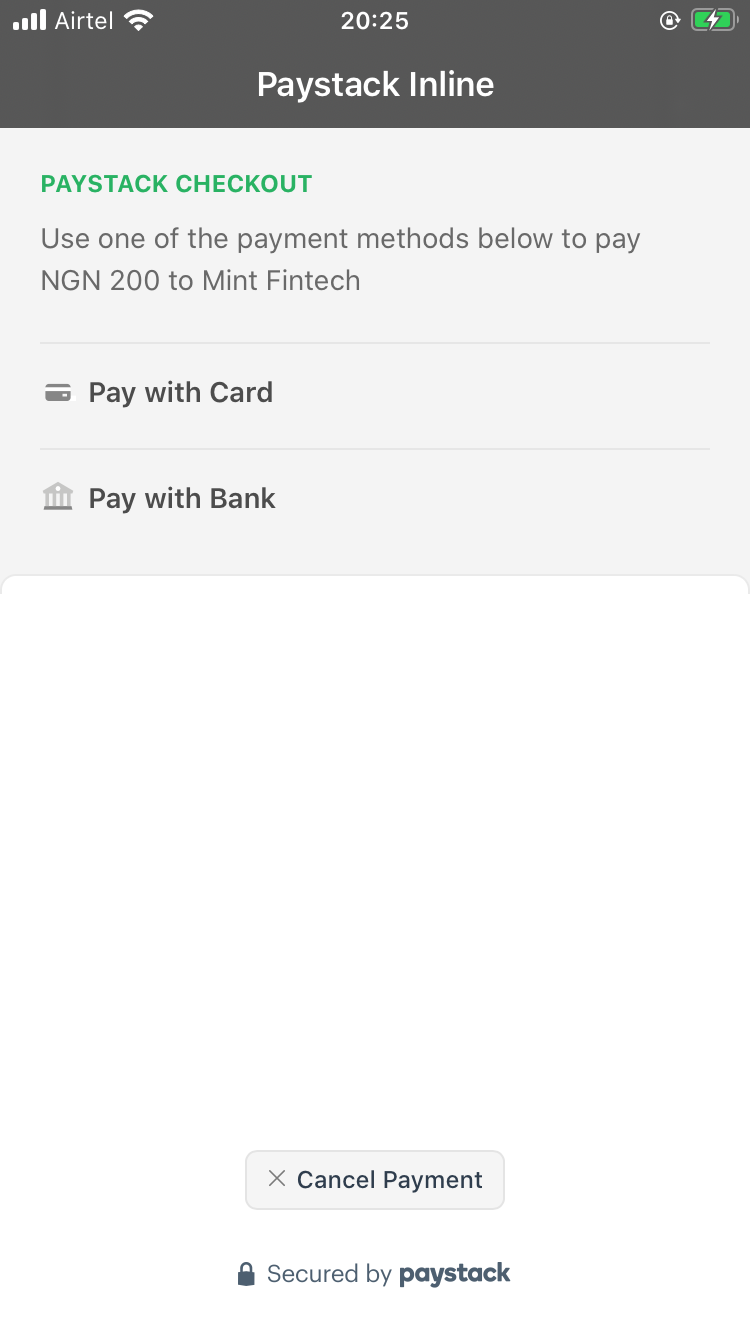 Airtel 20:25
Paystack Inline
PAYSTACK CHECKOUT
Use one of the payment methods below to pay
NGN 200 to Mint Fintech
Pay with Card
Pay with Bank
Cancel Payment
Secured by paystack